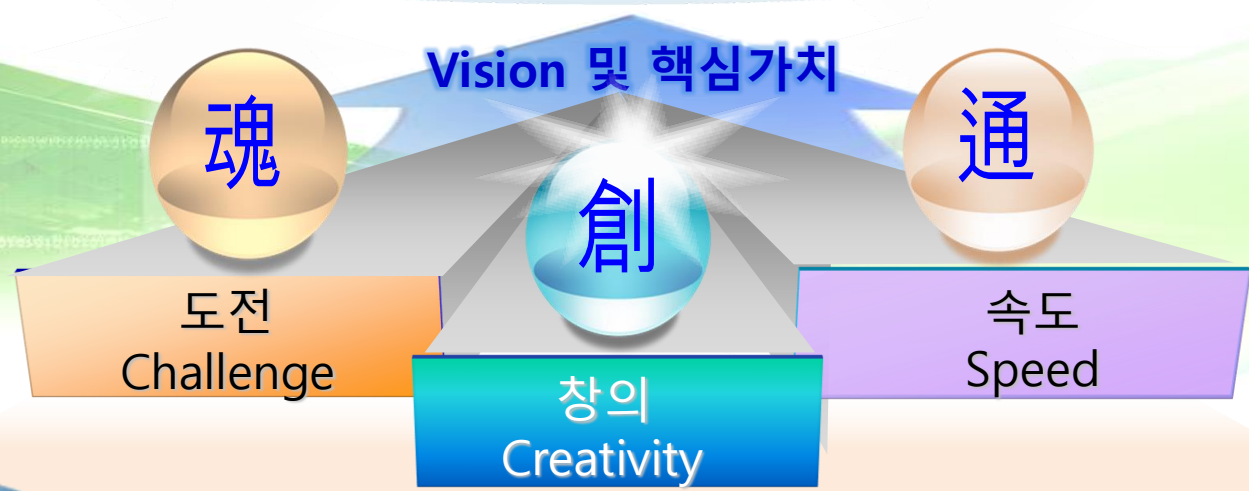 Vision 및 핵심가치
魂
도전
Challenge
創
창의
Creativity
通
속도
Speed